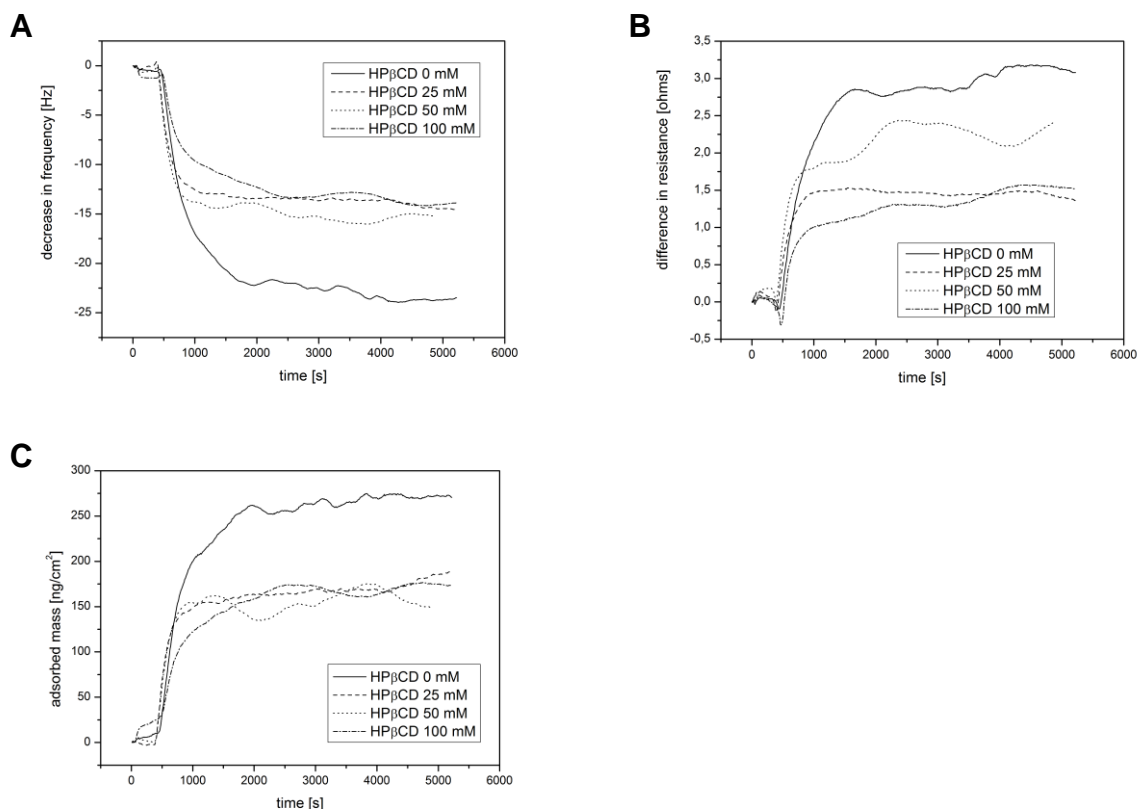 A
decrease in frequency [Hz]
0
-5
-10
-15
-20
-25
HPβCD 0 mM
HPβCD 25 mM
HPβCD 50 mM
HPβCD 100 mM
0 1000 2000 3000 4000 5000 6000
time [s]
B
difference in resistance [ohms]
3,5
3,0
2,5
2,0
1,5
1,0
0,5
0,0
-0,5
HPβCD 0 mM
HPβCD 25 mM
HPβCD 50 mM
HPβCD 100 mM
0 1000 2000 3000 4000 5000 6000
time [s]
C
adsorbed mass [ng/cm²]
300
250
200
150
100
50
0
HPβCD 0 mM
HPβCD 25 mM
HPβCD 50 mM
HPβCD 100 mM
0 1000 2000 3000 4000 5000 6000
time [s]